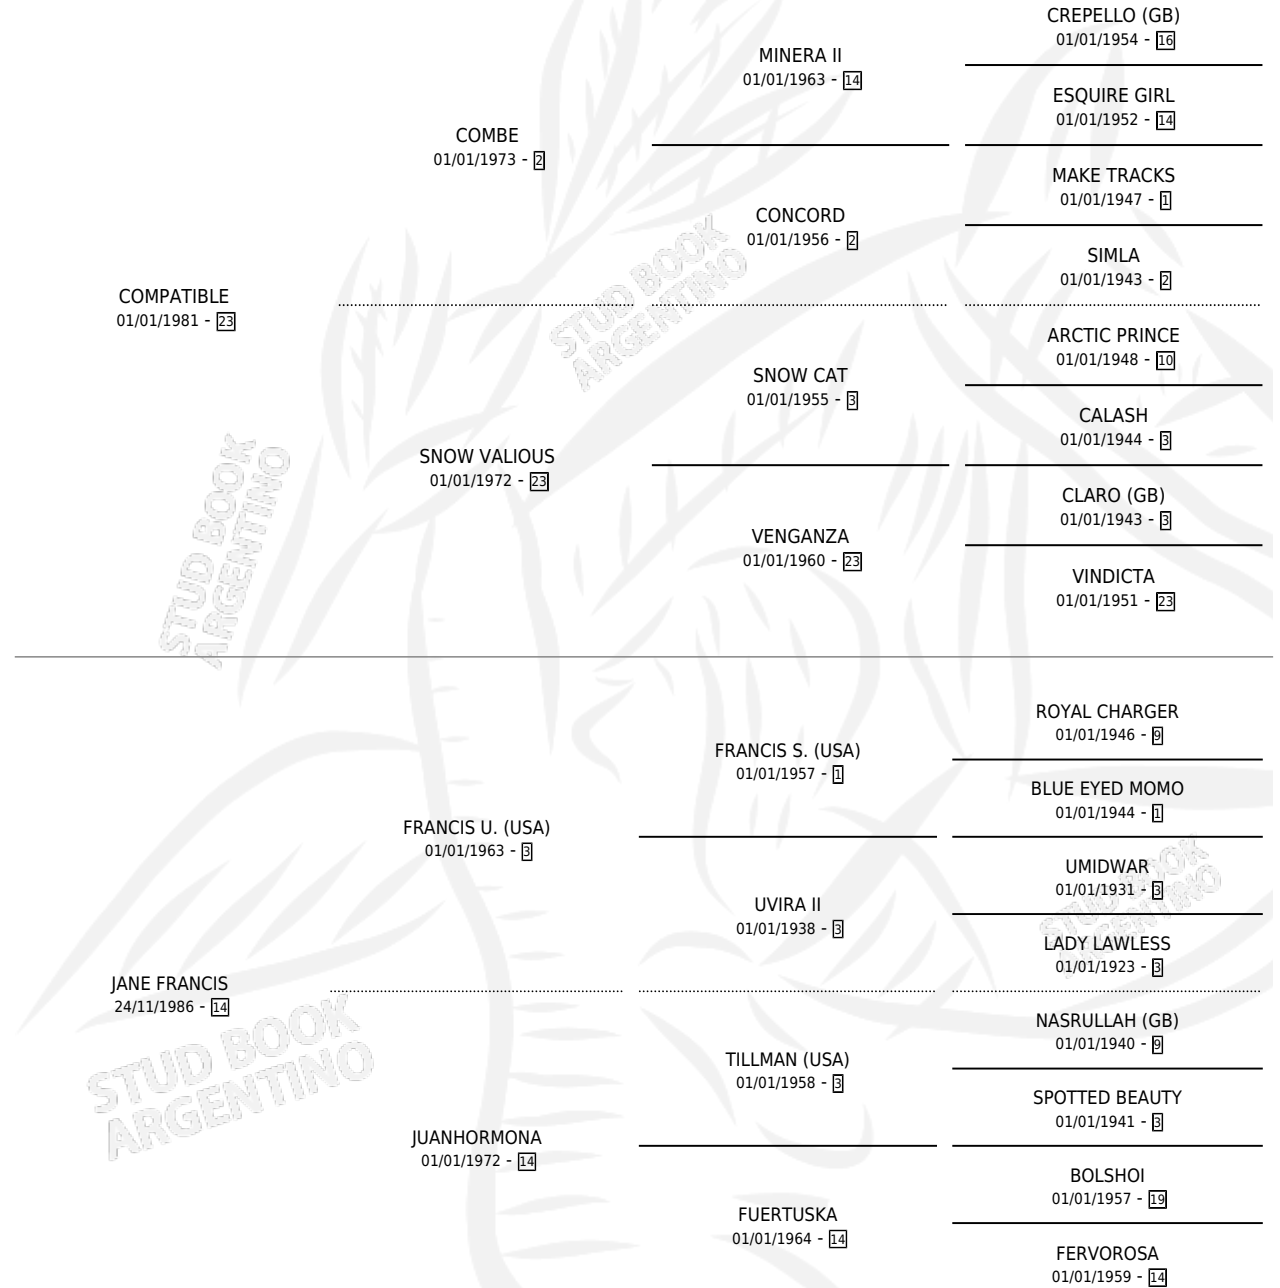 CREPELLO (GB)
01/01/1954 - 16
MINERA II
01/01/1963 - 14
ESQUIRE GIRL
01/01/1952 - 14
COMBE
01/01/1973 - 2
MAKE TRACKS
01/01/1947 - 1
CONCORD
01/01/1956 - 2
SIMLA
01/01/1943 - 2
COMPATIBLE
01/01/1981 - 23
ARCTIC PRINCE
01/01/1948 - 10
SNOW CAT
01/01/1955 - 3
CALASH
01/01/1944 - 3
SNOW VALIOUS
01/01/1972 - 23
CLARO (GB)
01/01/1943 - 3
VENGANZA
01/01/1960 - 23
VINDICTA
01/01/1951 - 23
STUD BOOK
ARGENTINO
STUD BOOK
ARGENTINO
ROYAL CHARGER
01/01/1946 - 9
FRANCIS S. (USA)
01/01/1957 - 1
BLUE EYED MOMO
01/01/1944 - 1
FRANCIS U. (USA)
01/01/1963 - 3
UMIDWAR
01/01/1931 - 3
UVIRA II
01/01/1938 - 3
LADY LAWLESS
01/01/1923 - 3
JANE FRANCIS
24/11/1986 - 14
NASRULLAH (GB)
01/01/1940 - 9
TILLMAN (USA)
01/01/1958 - 3
SPOTTED BEAUTY
01/01/1941 - 3
JUANHORMONA
01/01/1972 - 14
BOLSHOI
01/01/1957 - 19
FUERTUSKA
01/01/1964 - 14
FERVOROSA
01/01/1959 - 14
STUD BOOK
ARGENTINO
STUD BOOK
ARGENTINO